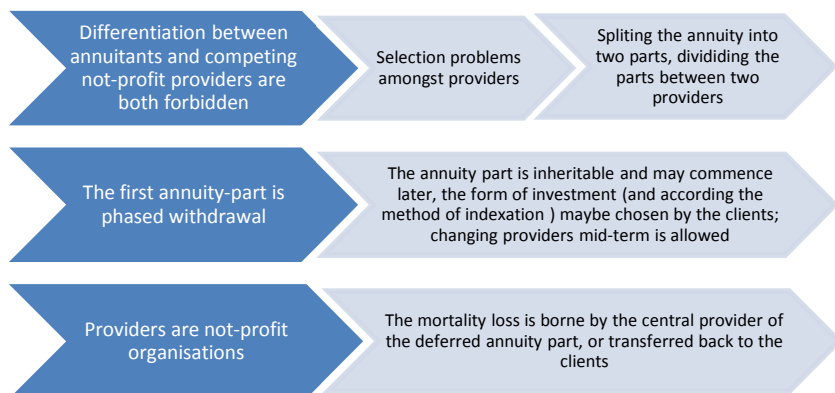 Differentiation between
annuitants and competing
not-profit providers are
both forbidden
Selection problems
amongst providers
Spliting the annuity into
two parts, divididing the
parts between two
providers
The first annuity-part is
phased withdrawal
The annuity part is inheritable and may commence
later, the form of investment (and according the
method of indexation ) maybe chosen by the clients;
changing providers mid-term is allowed
Providers are not-profit
organisations
The mortality loss is borne by the central provider of
the deferred annuity part, or transferred back to the
clients